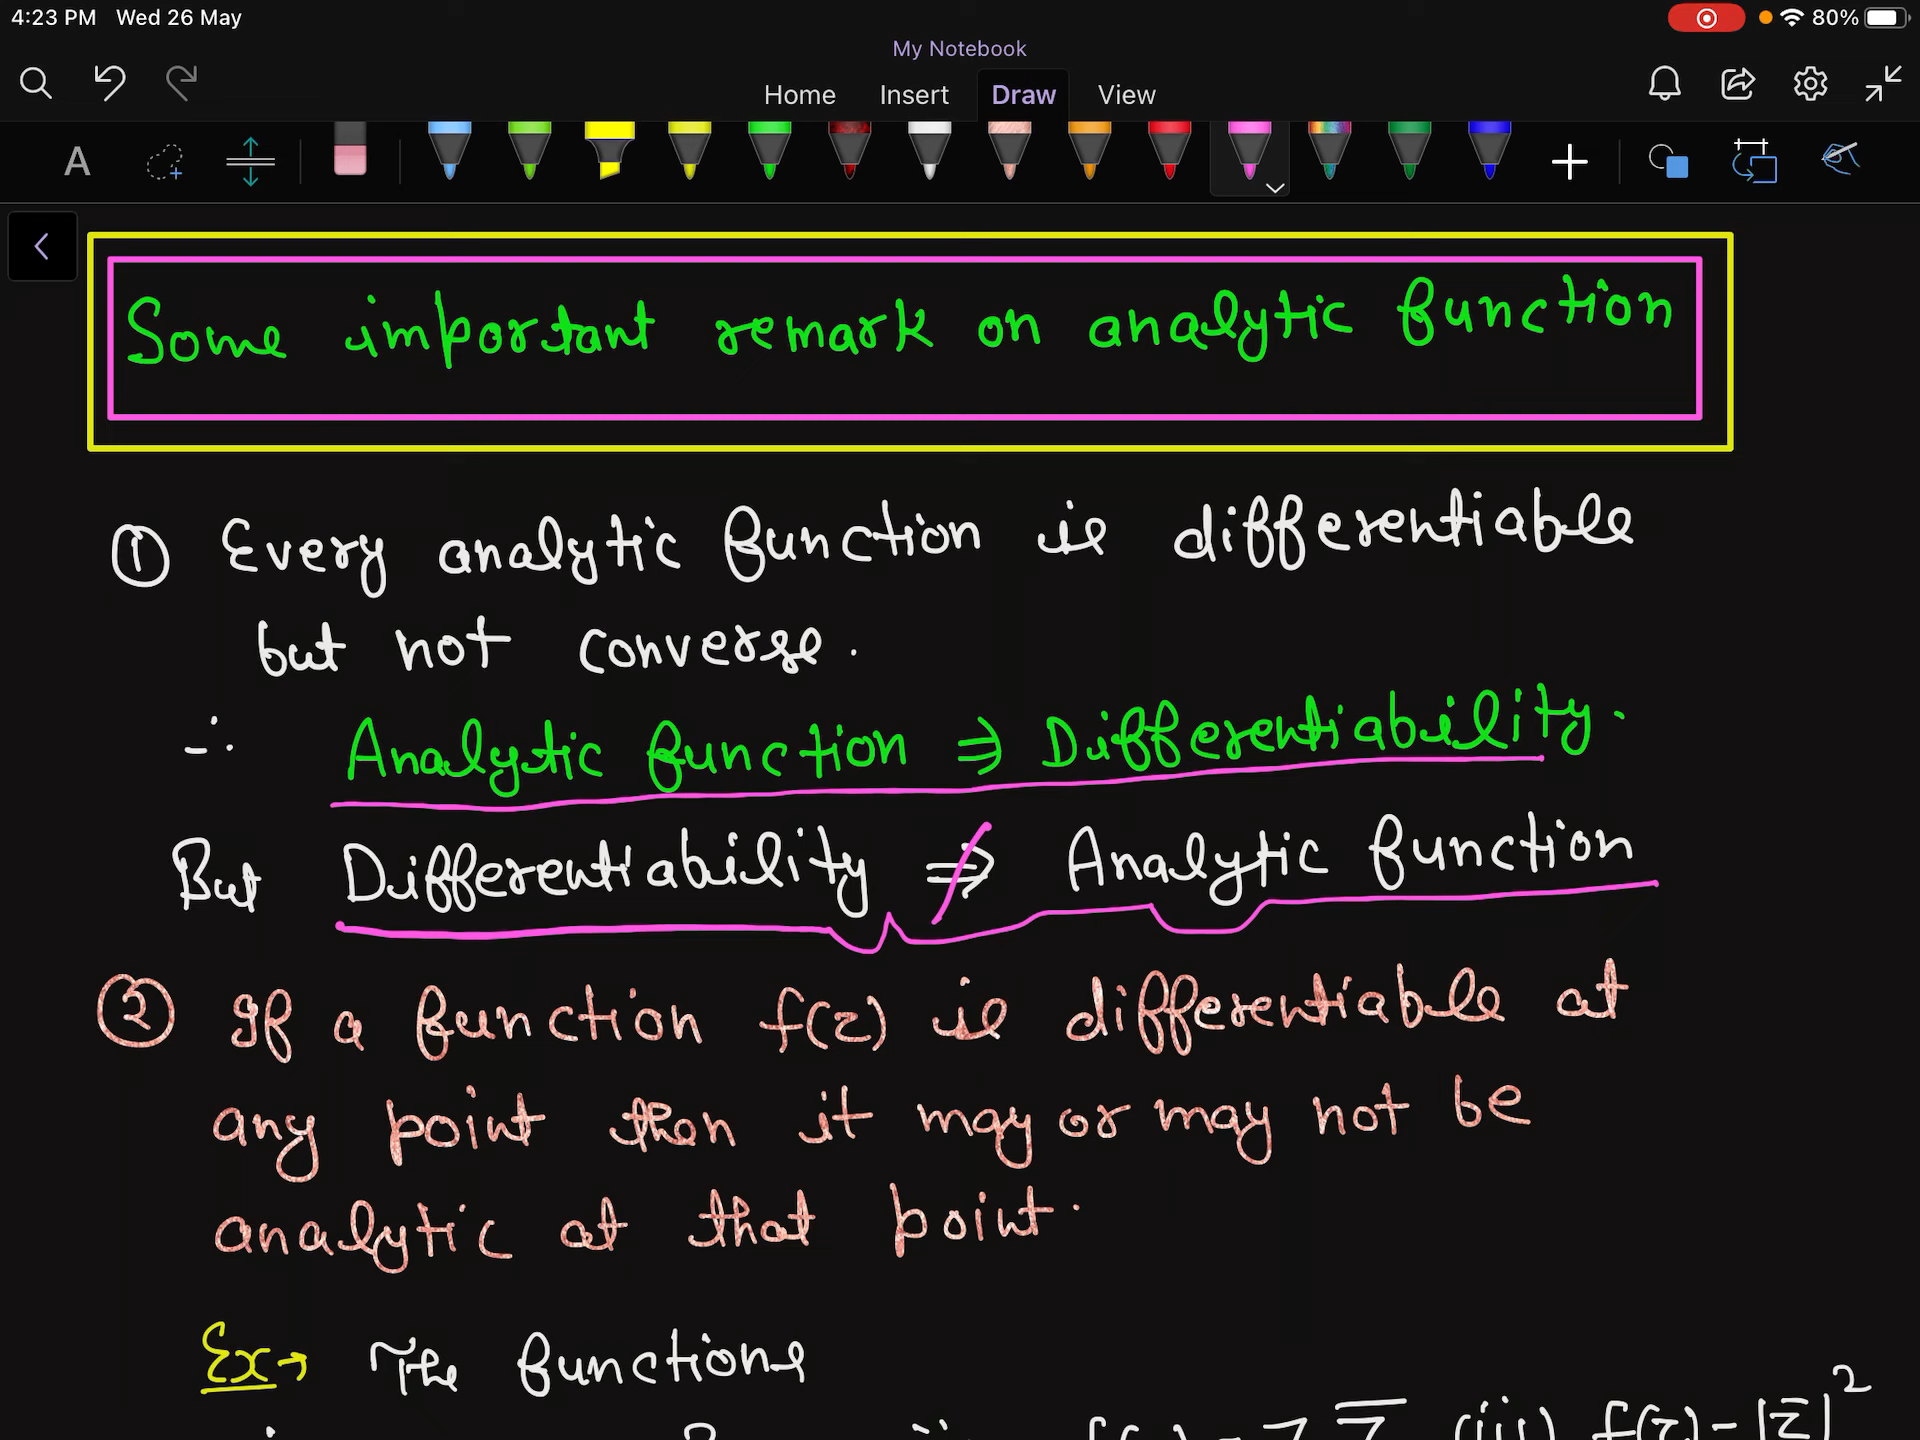 4:23 PM Wed 26 May 80%
My Notebook
Home Insert Draw View
A
Some important remark on analytic function
① Every analytic function is differentiable
but not converse.
∴ Analytic function ⇒ Differentiability.
But Differentiability ⇏ Analytic function
② If a function f(z) is differentiable at
any point then it may or may not be
analytic at that point.
Ex→ The functions
f(z) = z z̅ (iii) f(z) = |z̅|²